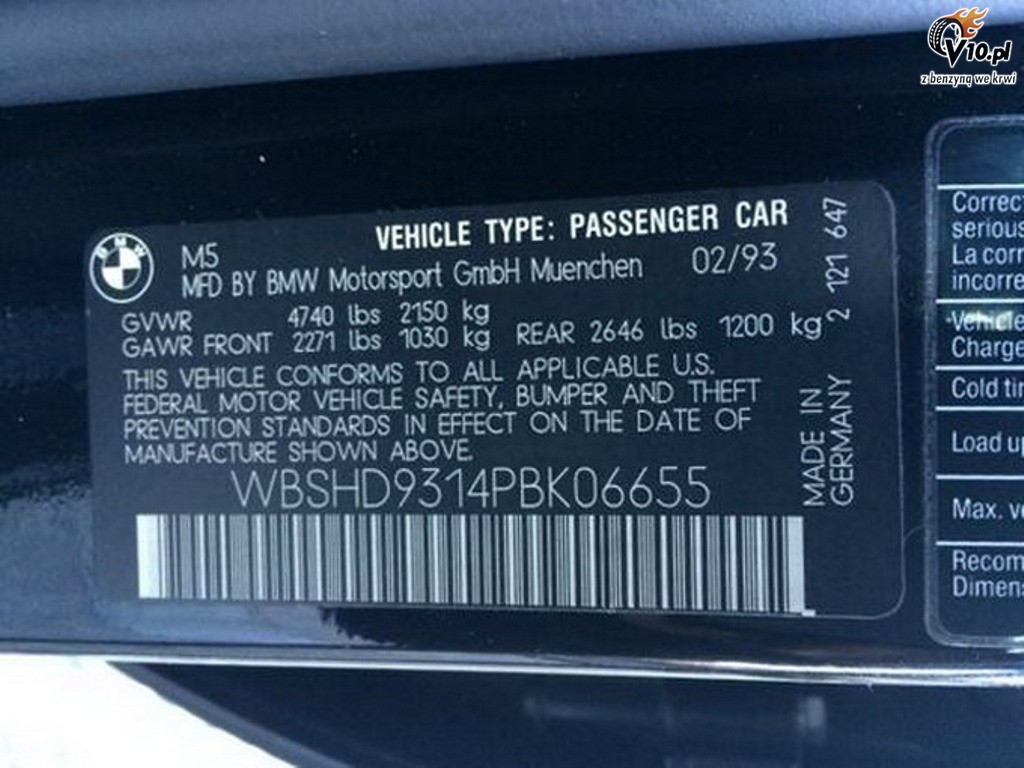 V10.pl
z benzyną we krwi
BMW
VEHICLE TYPE: PASSENGER CAR
M5
MFD BY BMW Motorsport GmbH Muenchen 02/93
GVWR 4740 lbs 2150 kg
GAWR FRONT 2271 lbs 1030 kg REAR 2646 lbs 1200 kg
THIS VEHICLE CONFORMS TO ALL APPLICABLE U.S.
FEDERAL MOTOR VEHICLE SAFETY, BUMPER AND THEFT
PREVENTION STANDARDS IN EFFECT ON THE DATE OF
MANUFACTURE SHOWN ABOVE.
WBSHD9314PBK06655
MADE IN
GERMANY 2 121 647
Correct
serious
La corr
incorre
Vehicle
Charge
Cold tir
Load up
Max. ve
Recom
Dimens